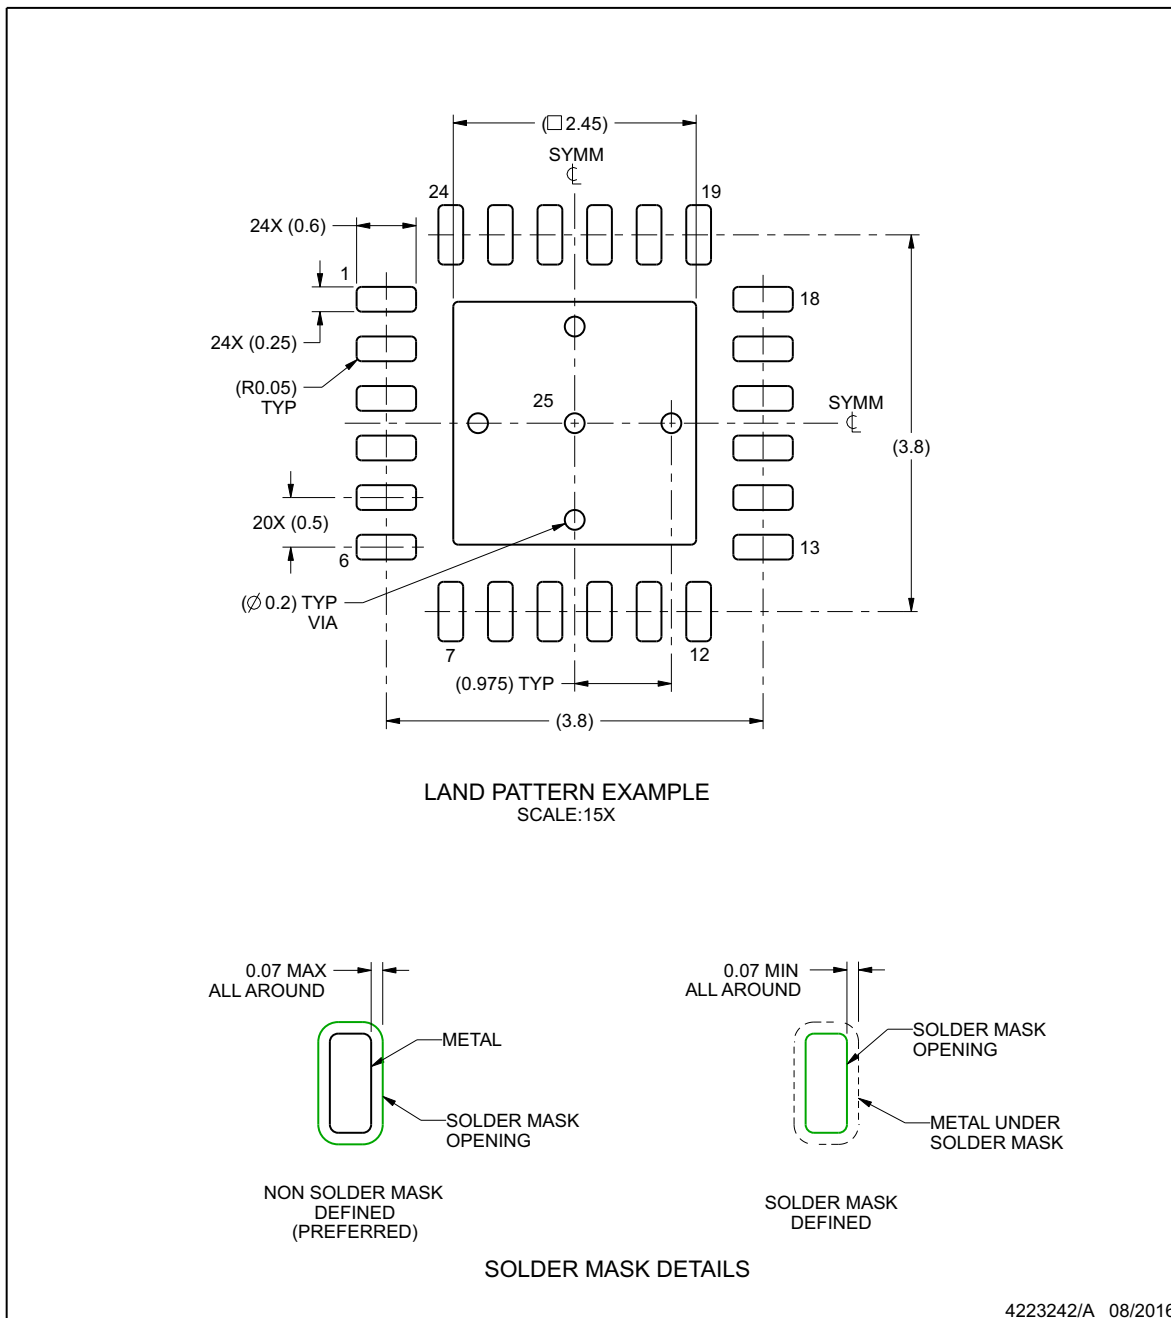 (□2.45)
SYMM
℄
24
19
24X (0.6)
1
18
24X (0.25)
(R0.05)
TYP
25
SYMM
℄
(3.8)
20X (0.5)
6
13
(∅0.2) TYP
VIA
7
12
(0.975) TYP
(3.8)
LAND PATTERN EXAMPLE
SCALE:15X
0.07 MAX
ALL AROUND
METAL
SOLDER MASK
OPENING
NON SOLDER MASK
DEFINED
(PREFERRED)
0.07 MIN
ALL AROUND
SOLDER MASK
OPENING
METAL UNDER
SOLDER MASK
SOLDER MASK
DEFINED
SOLDER MASK DETAILS
4223242/A 08/2016